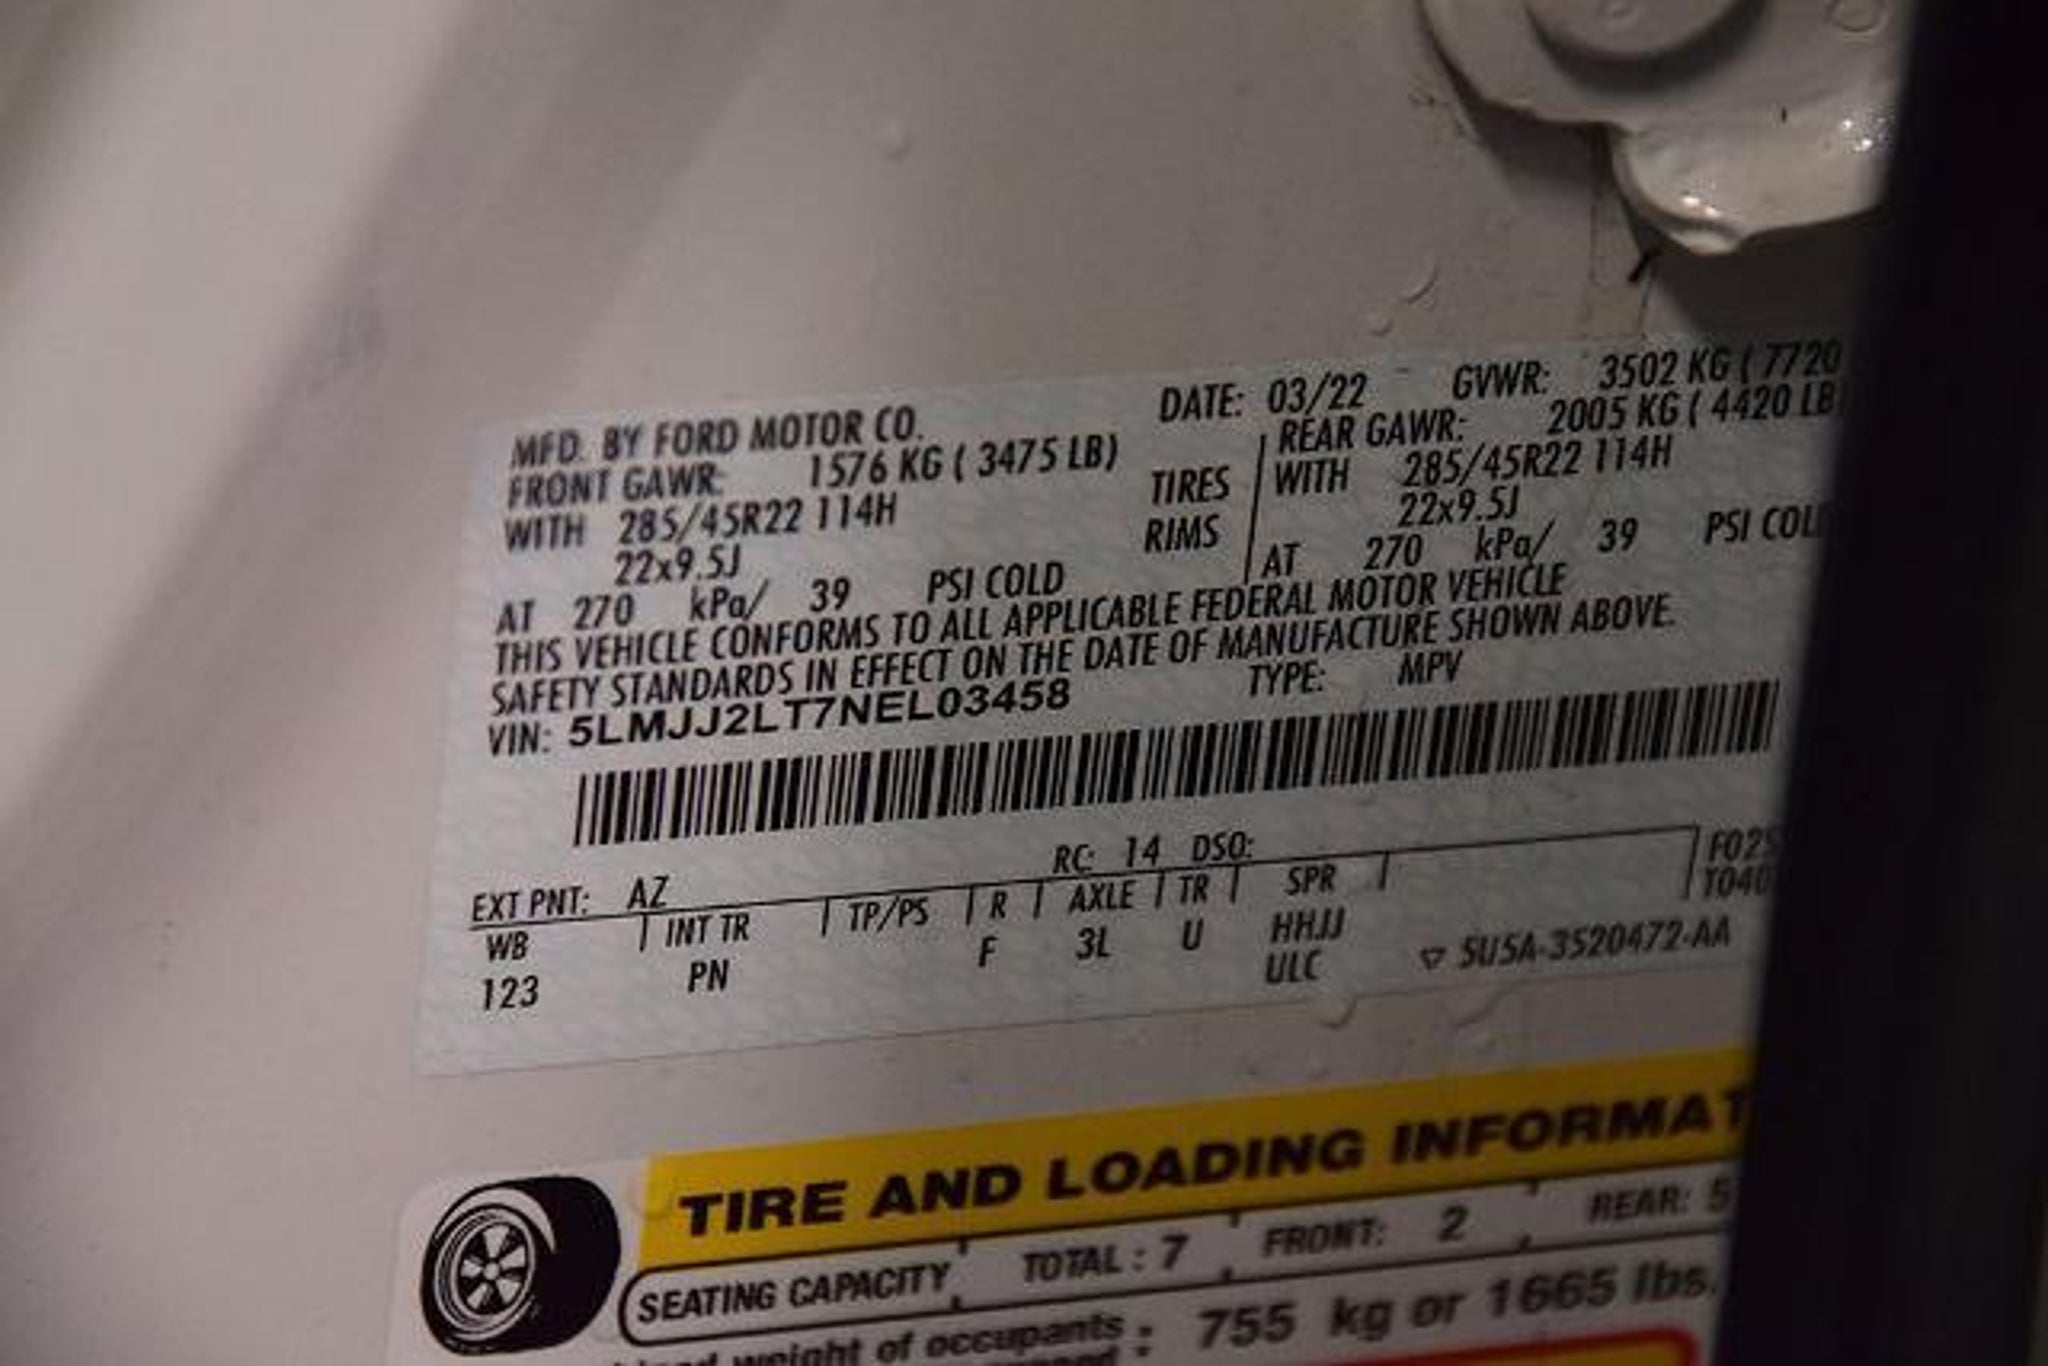 MFD. BY FORD MOTOR CO. DATE: 03/22 GVWR: 3502 KG ( 7720
FRONT GAWR: 1576 KG ( 3475 LB) REAR GAWR: 2005 KG ( 4420 LB
WITH 285/45R22 114H TIRES WITH 285/45R22 114H
22x9.5J RIMS 22x9.5J
AT 270 kPa/ 39 PSI COLD AT 270 kPa/ 39 PSI COL
THIS VEHICLE CONFORMS TO ALL APPLICABLE FEDERAL MOTOR VEHICLE
SAFETY STANDARDS IN EFFECT ON THE DATE OF MANUFACTURE SHOWN ABOVE.
VIN: 5LMJJ2LT7NEL03458 TYPE: MPV
EXT PNT: AZ RC: 14 DSO: F025
WB INT TR TP/PS R AXLE TR SPR T040
123 PN F 3L U HHJJ
ULC ▽ 5U5A-3520472-AA
TIRE AND LOADING INFORMAT
SEATING CAPACITY TOTAL : 7 FRONT: 2 REAR: 5
weight of occupants : 755 kg or 1665 lbs.